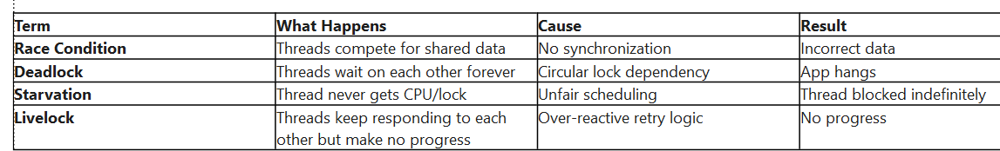 Term What Happens Cause Result
Race Condition Threads compete for shared data No synchronization Incorrect data
Deadlock Threads wait on each other forever Circular lock dependency App hangs
Starvation Thread never gets CPU/lock Unfair scheduling Thread blocked indefinitely
Livelock Threads keep responding to each Over-reactive retry logic No progress
other but make no progress